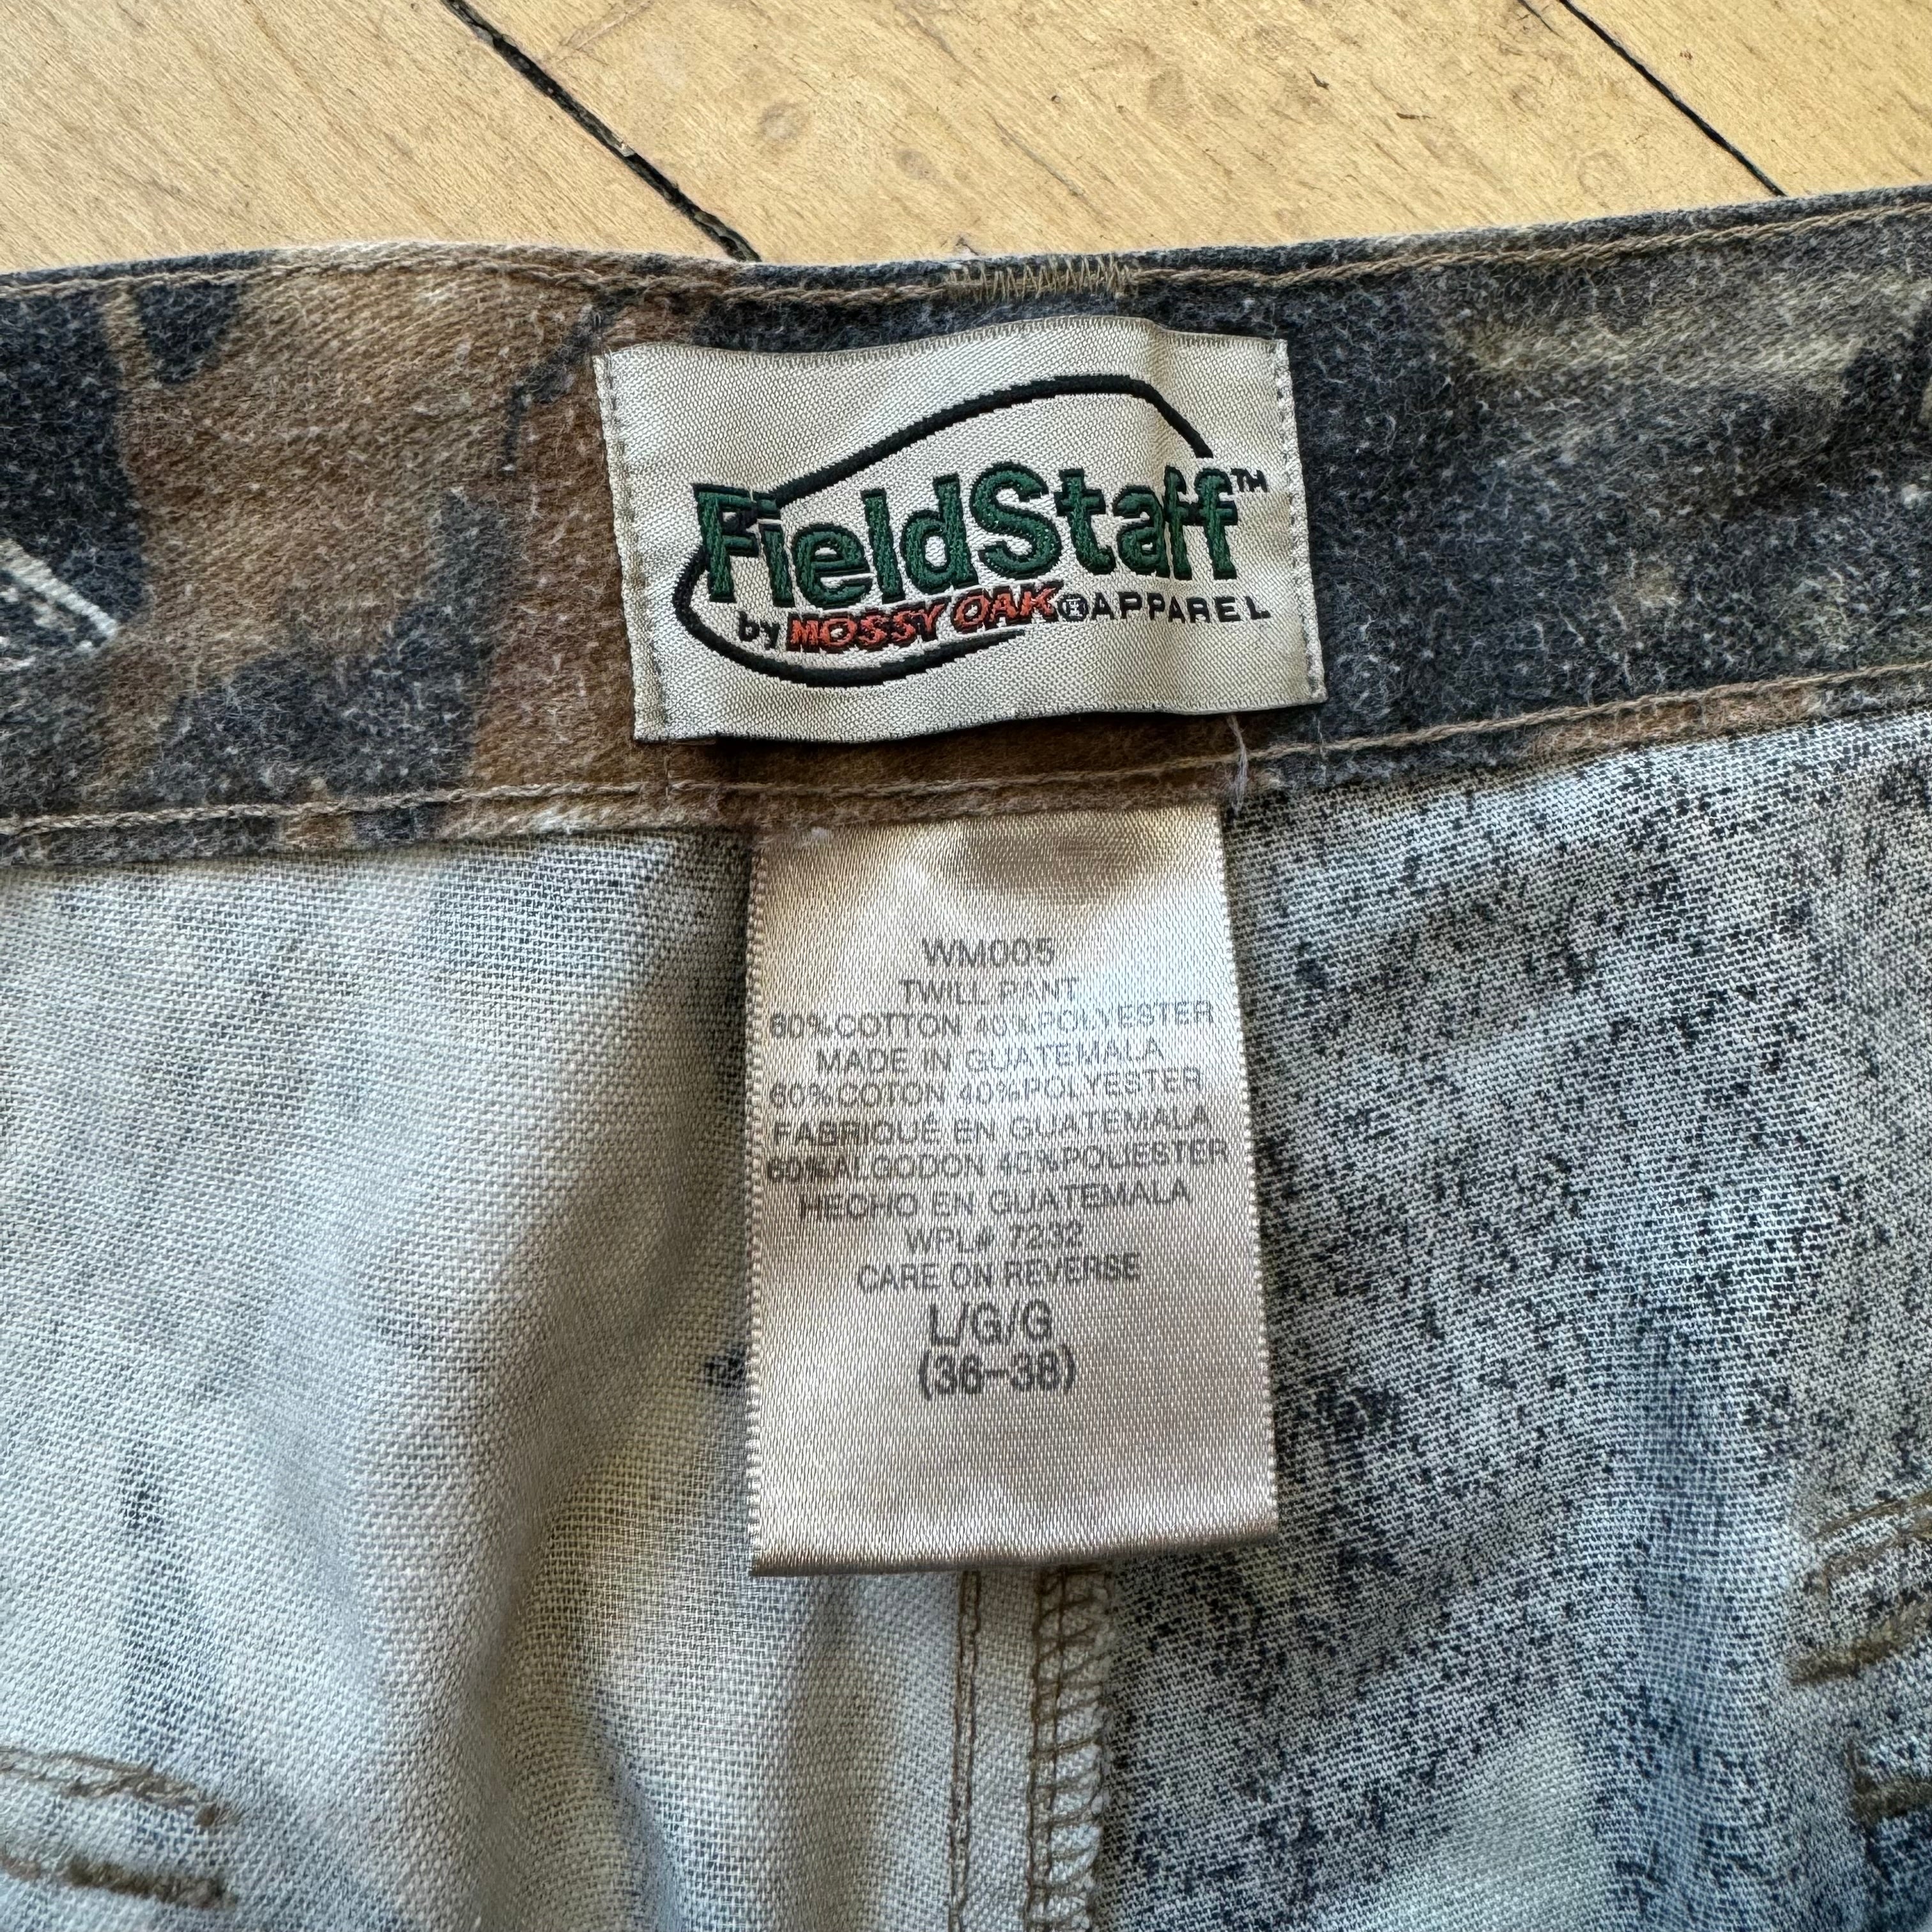 FieldStaff™
by MOSSY OAK® APPAREL
WM005
TWILL PANT
60%COTTON 40%POLYESTER
MADE IN GUATEMALA
60%COTON 40%POLYESTER
FABRIQUÉ EN GUATEMALA
60%ALGODON 40%POLIESTER
HECHO EN GUATEMALA
WPL# 7232
CARE ON REVERSE
L/G/G
(36-38)